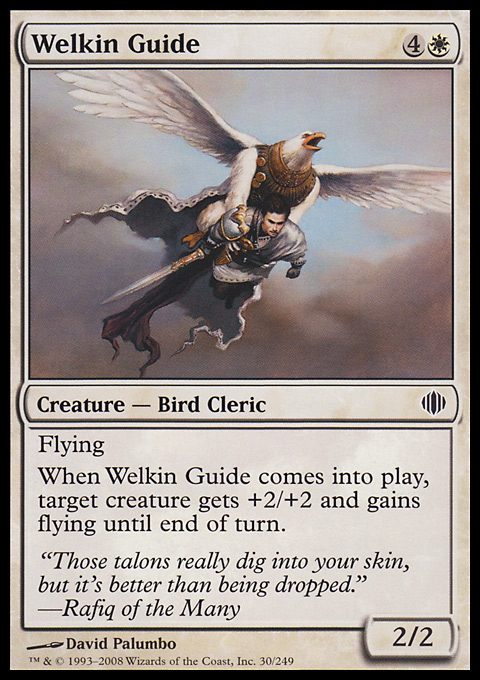 Welkin Guide 4
Creature — Bird Cleric
Flying
When Welkin Guide comes into play,
target creature gets +2/+2 and gains
flying until end of turn.
“Those talons really dig into your skin,
but it’s better than being dropped.”
—Rafiq of the Many
David Palumbo
2/2
™ & © 1993–2008 Wizards of the Coast, Inc. 30/249